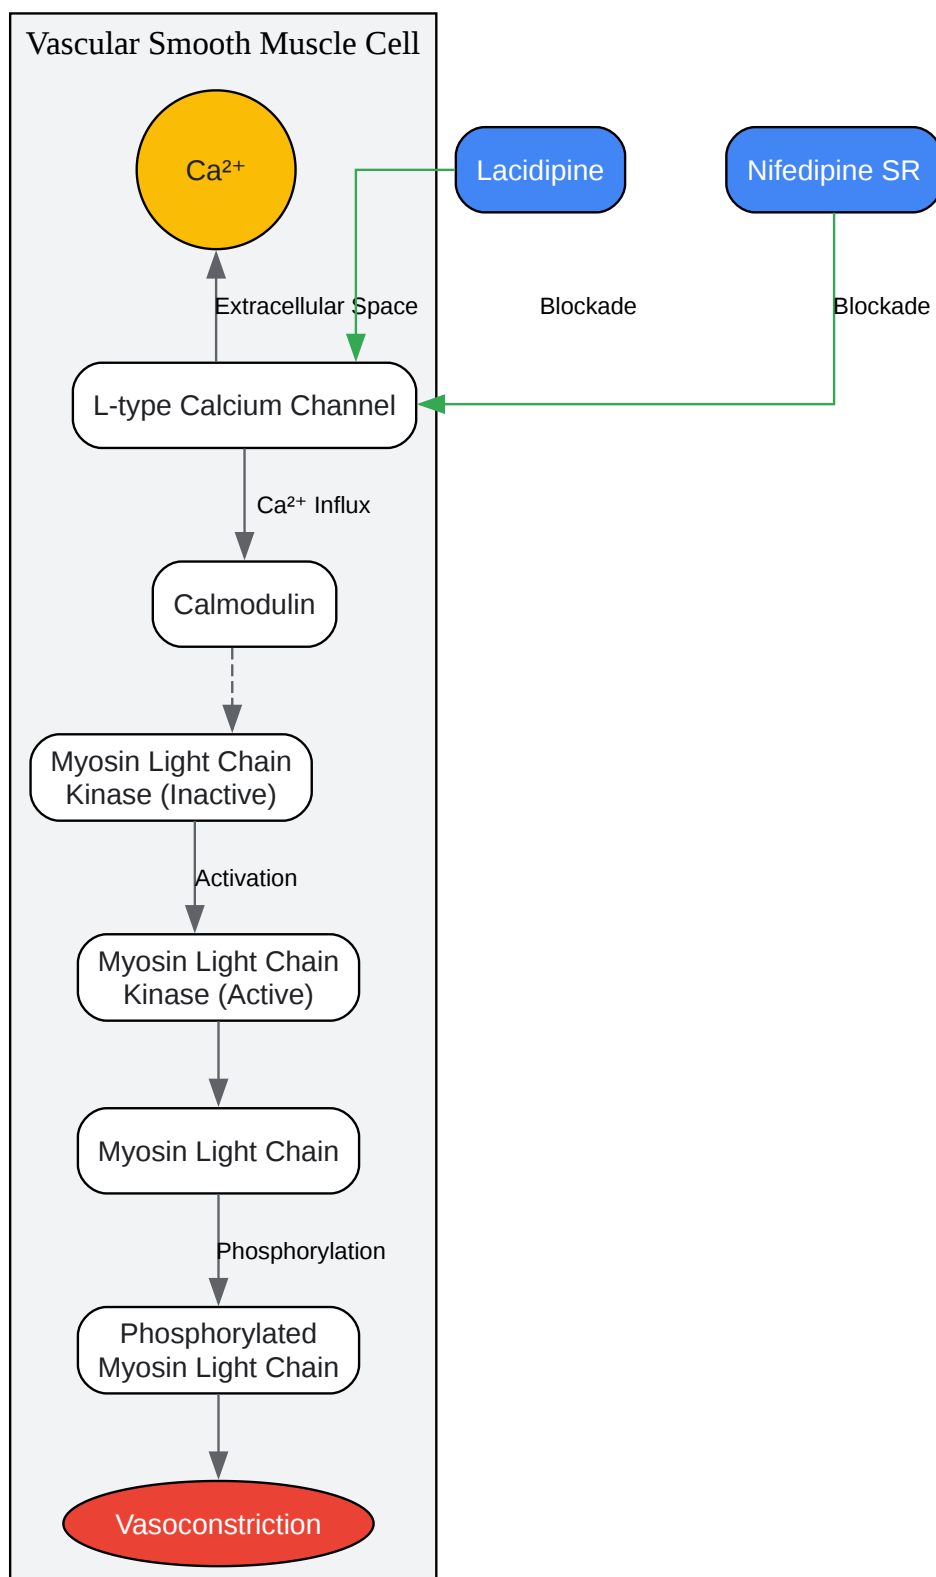 Vascular Smooth Muscle Cell
Ca²⁺
Lacidipine
Nifedipine SR
Extracellular Space
Blockade
Blockade
L-type Calcium Channel
Ca²⁺ Influx
Calmodulin
Myosin Light Chain
Kinase (Inactive)
Activation
Myosin Light Chain
Kinase (Active)
Myosin Light Chain
Phosphorylation
Phosphorylated
Myosin Light Chain
Vasoconstriction